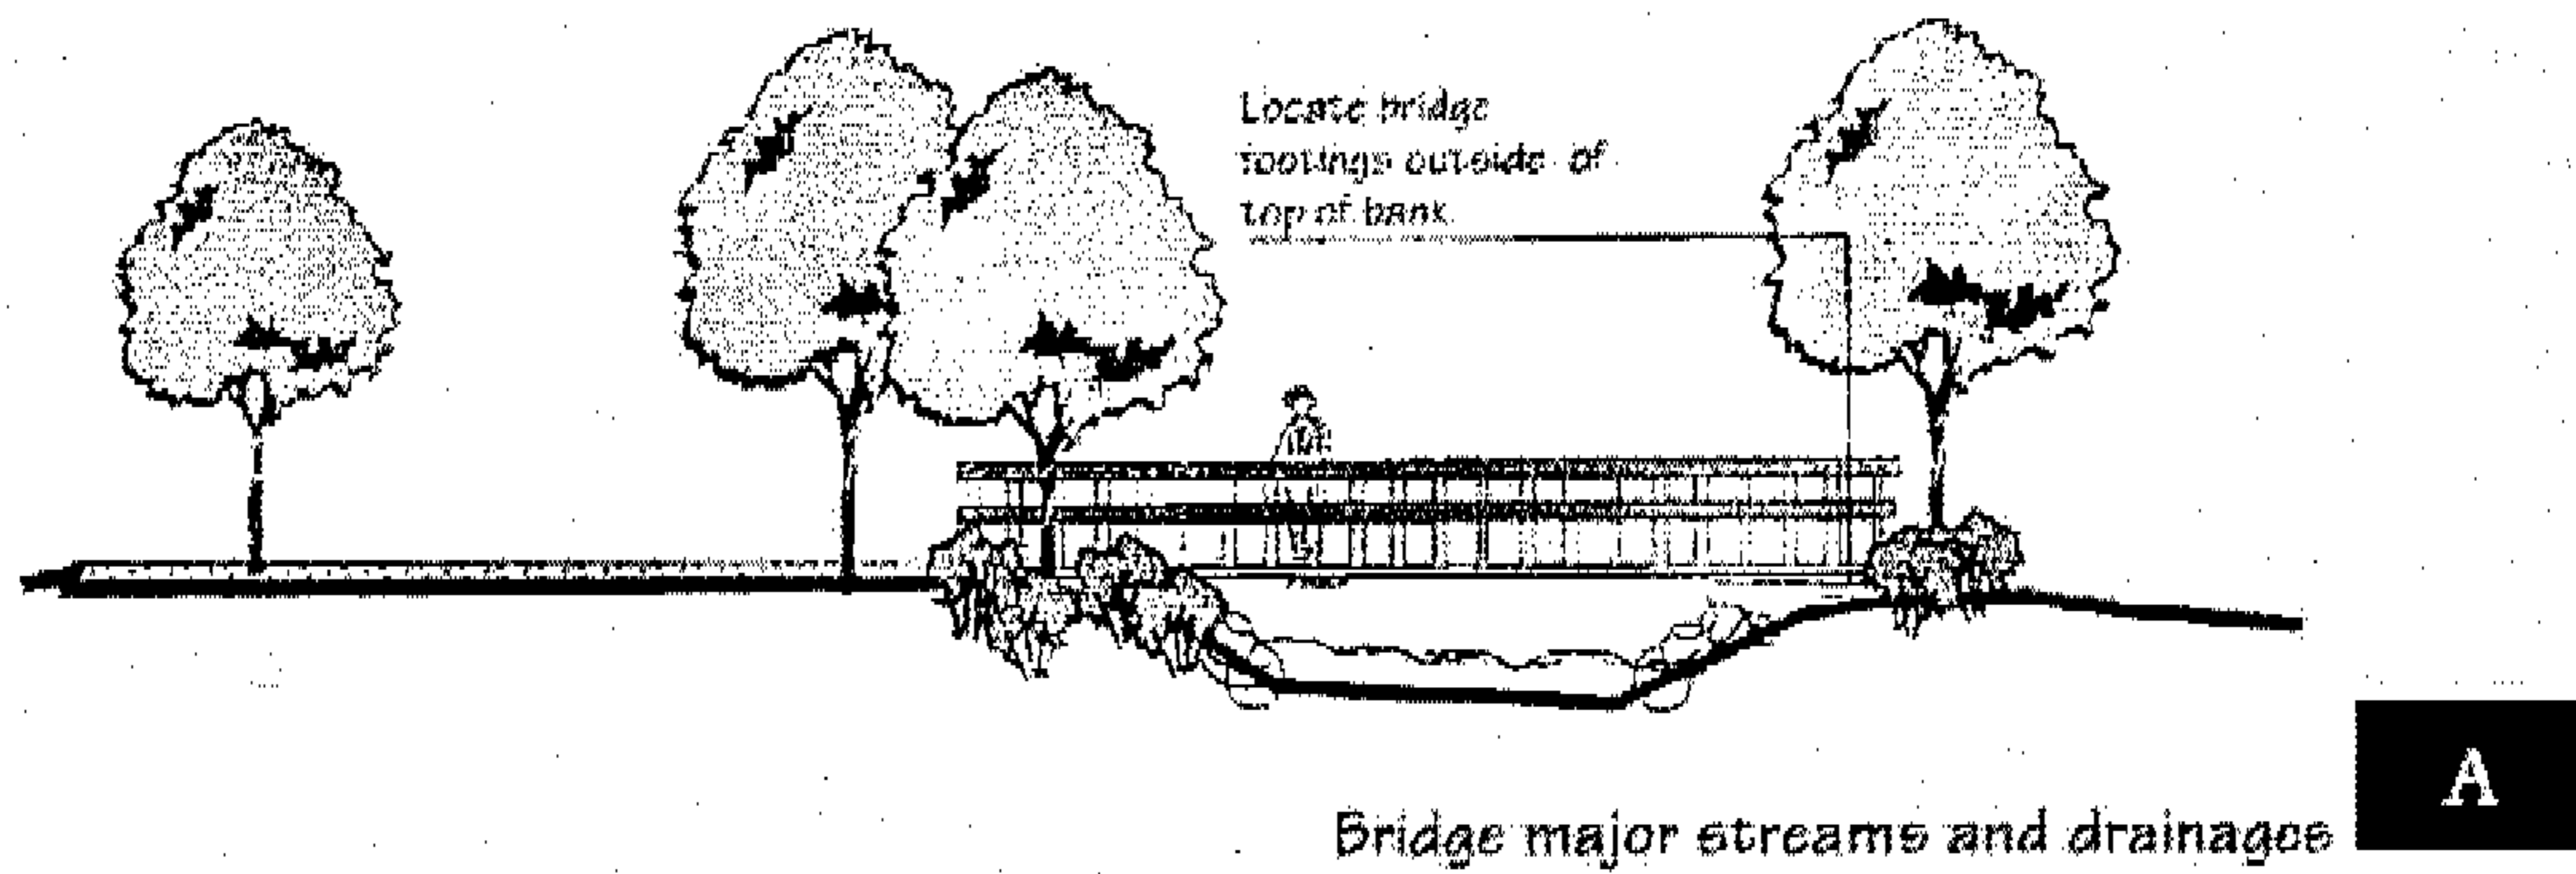 Locate bridge
footings outside of
top of bank
A
Bridge major streams and drainages